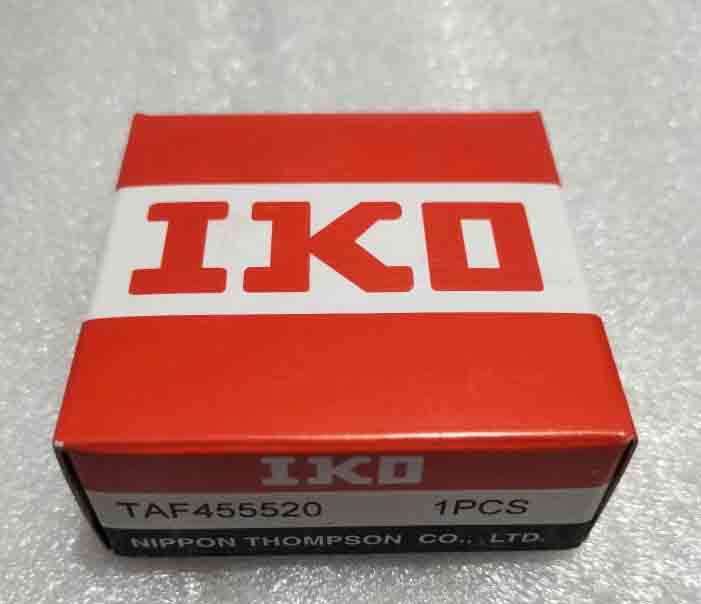 IKO
IKO
TAF455520 1PCS
NIPPON THOMPSON CO., LTD.